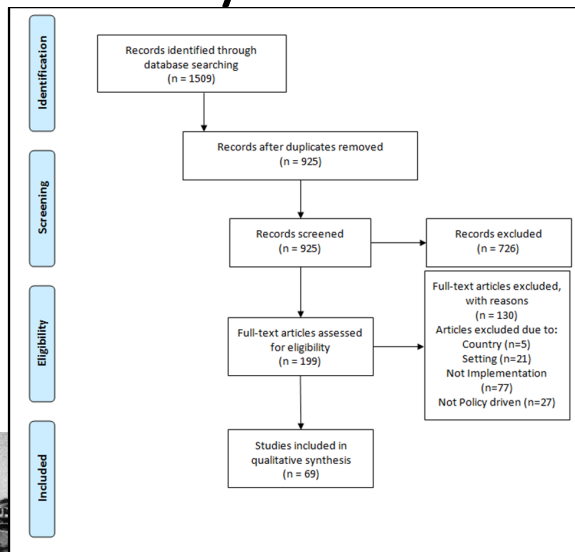 Identification
Records identified through
database searching
(n = 1509)
Records after duplicates removed
(n = 925)
Screening
Records screened
(n = 925)
Records excluded
(n = 726)
Eligibility
Full-text articles assessed
for eligibility
(n = 199)
Full-text articles excluded,
with reasons
(n = 130)
Articles excluded due to:
Country (n=5)
Setting (n=21)
Not Implementation
(n=77)
Not Policy driven (n=27)
Included
Studies included in
qualitative synthesis
(n = 69)